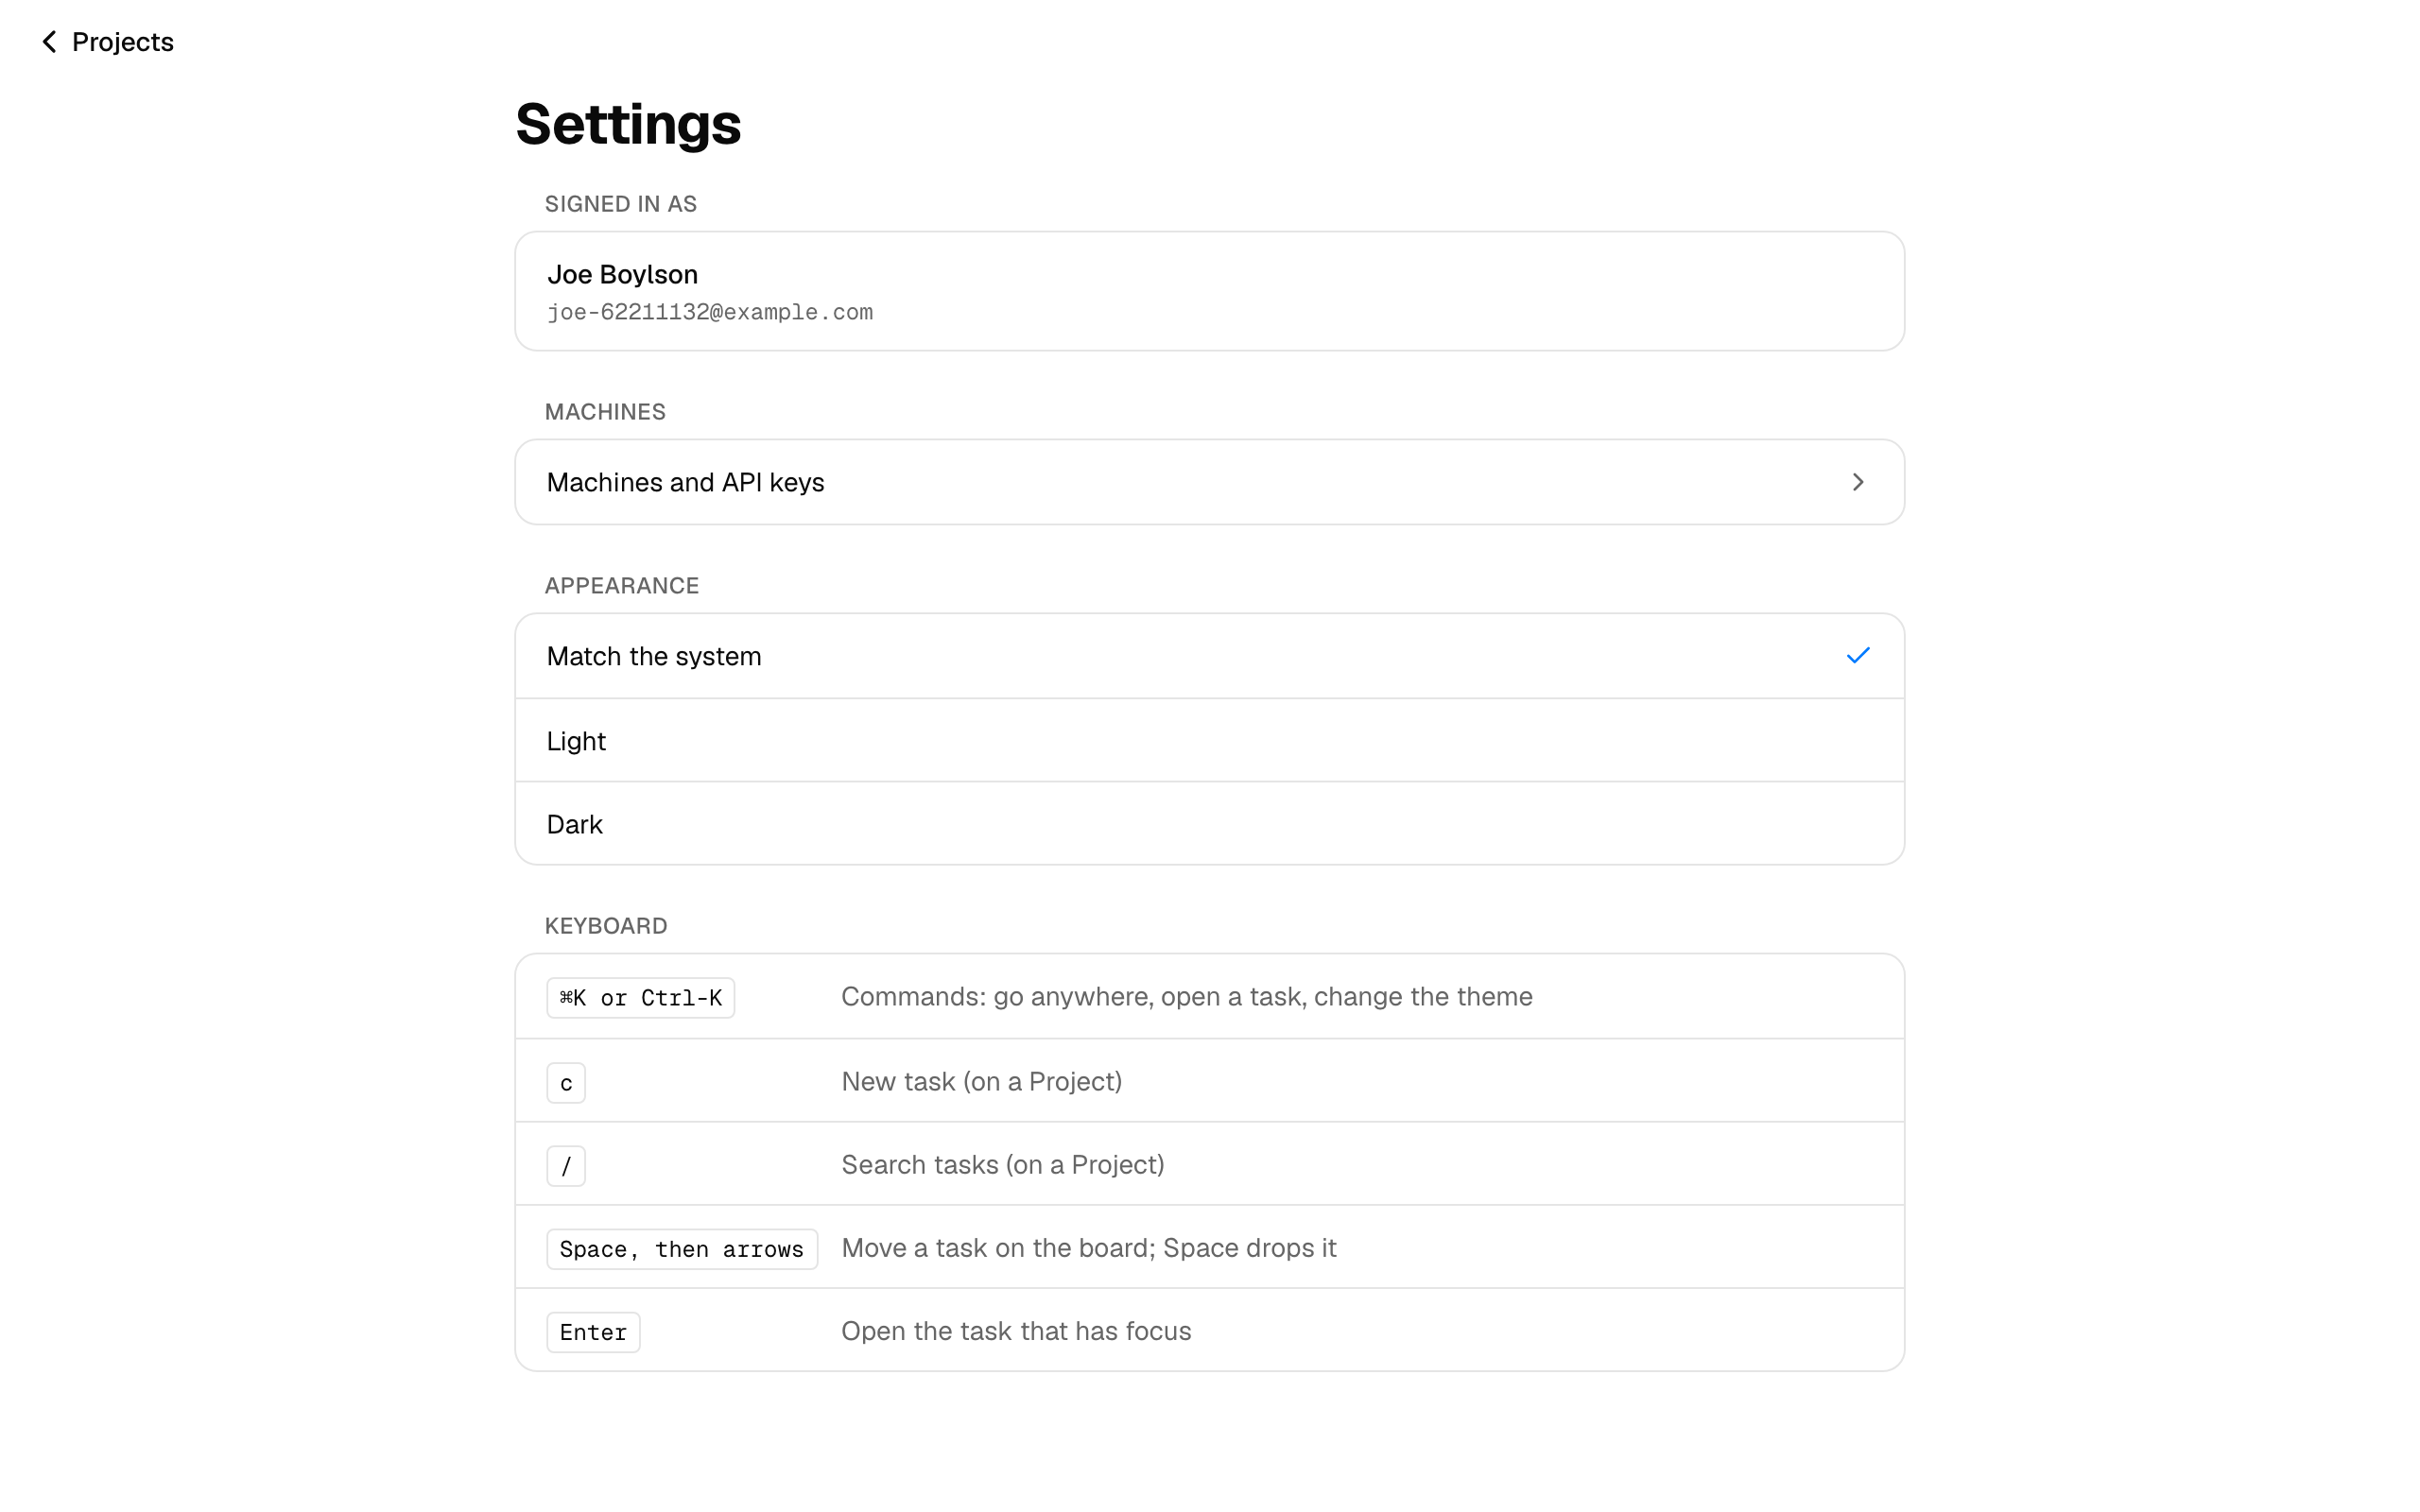 Projects
Settings
SIGNED IN AS
Joe Boylson
joe-62211132@example.com
MACHINES
Machines and API keys
APPEARANCE
Match the system
Light
Dark
KEYBOARD
⌘K or Ctrl-K Commands: go anywhere, open a task, change the theme
c New task (on a Project)
/ Search tasks (on a Project)
Space, then arrows Move a task on the board; Space drops it
Enter Open the task that has focus